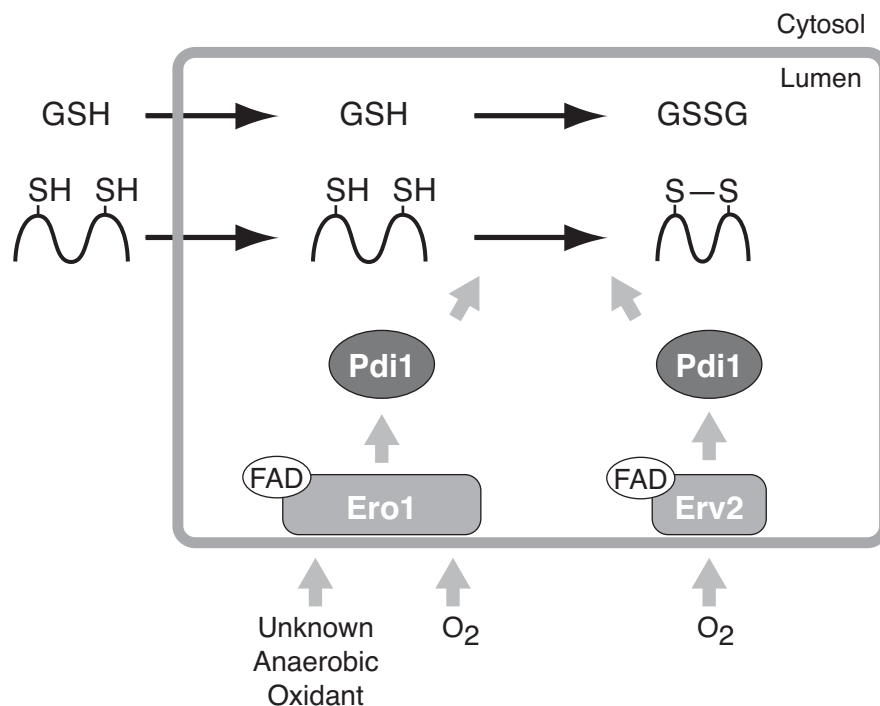 Cytosol
Lumen
GSH GSH GSSG
SH SH SH SH S—S
Pdi1 Pdi1
FAD FAD
Ero1 Erv2
Unknown O2 O2
Anaerobic
Oxidant